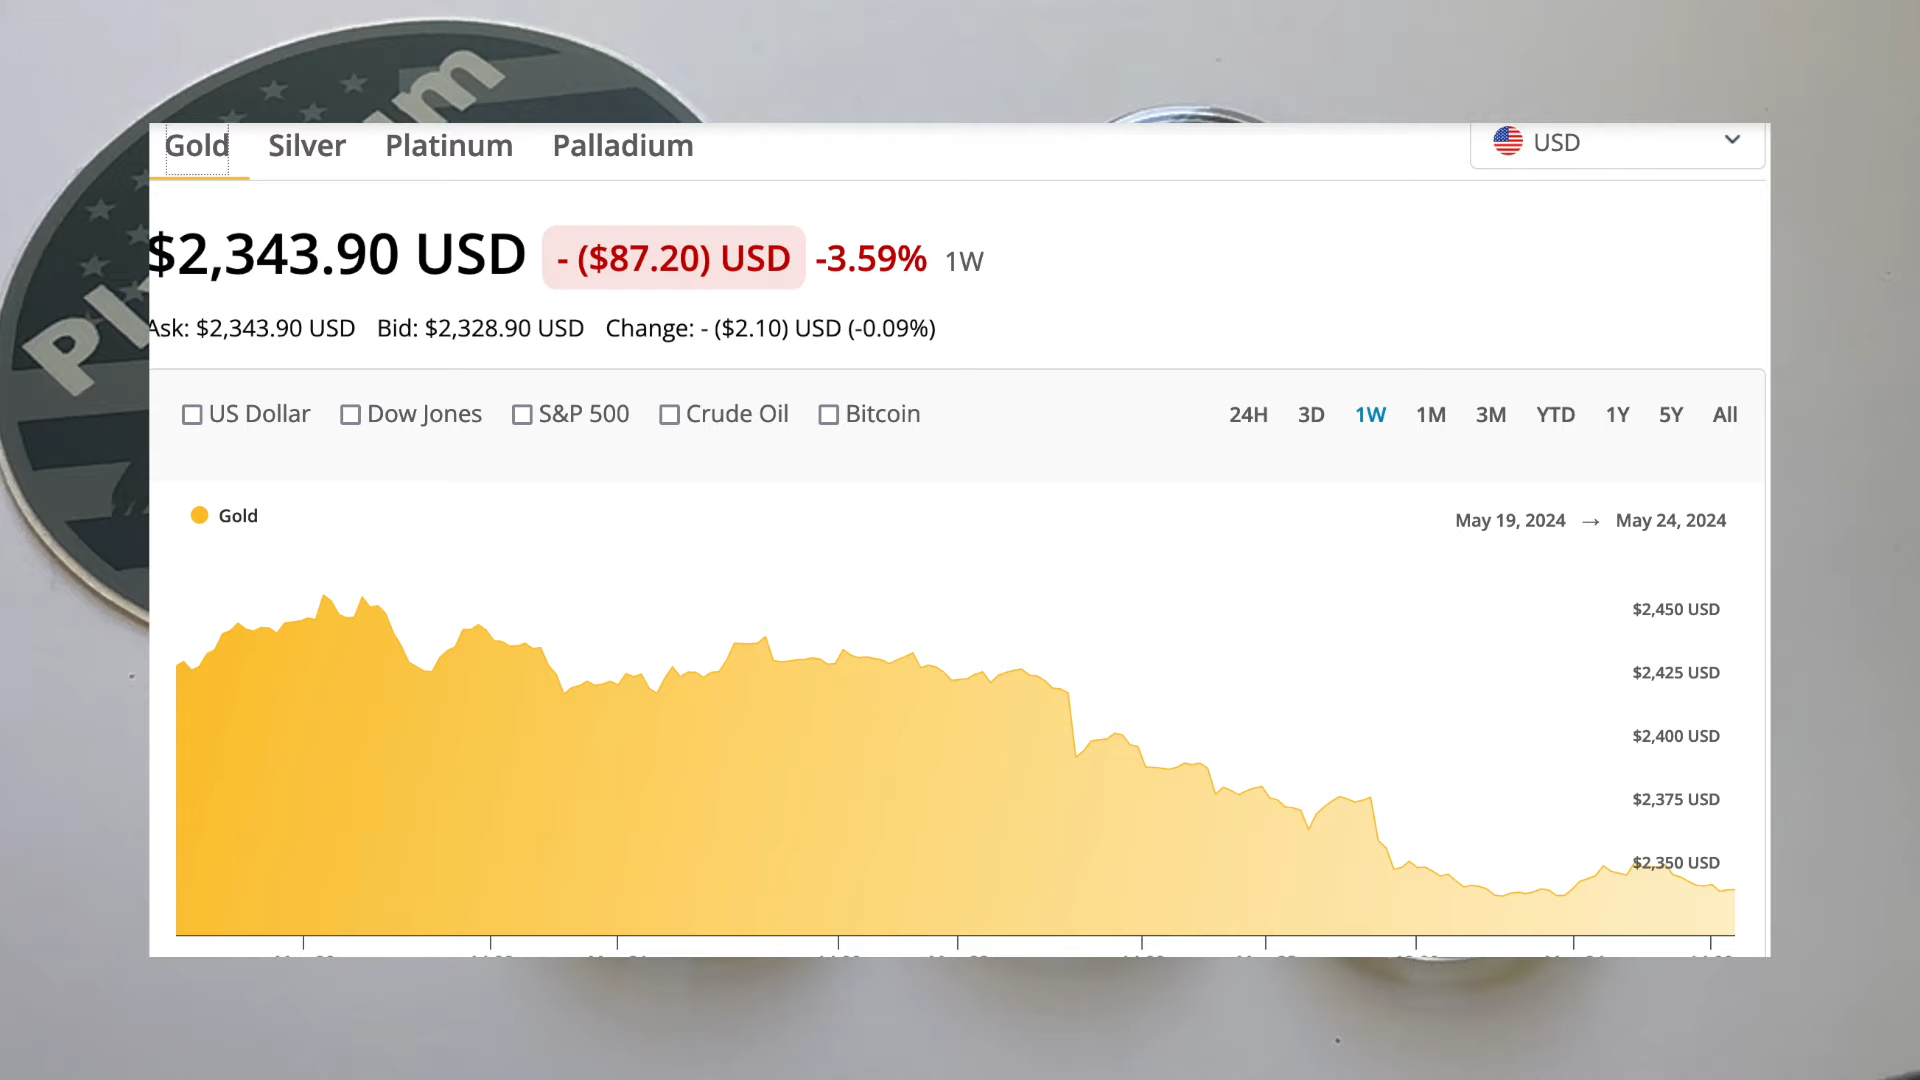 Gold Silver Platinum Palladium USD
$2,343.90 USD - ($87.20) USD -3.59% 1W
Ask: $2,343.90 USD Bid: $2,328.90 USD Change: - ($2.10) USD (-0.09%)
US Dollar Dow Jones S&P 500 Crude Oil Bitcoin 24H 3D 1W 1M 3M YTD 1Y 5Y All
Gold May 19, 2024 → May 24, 2024
$2,450 USD
$2,425 USD
$2,400 USD
$2,375 USD
$2,350 USD